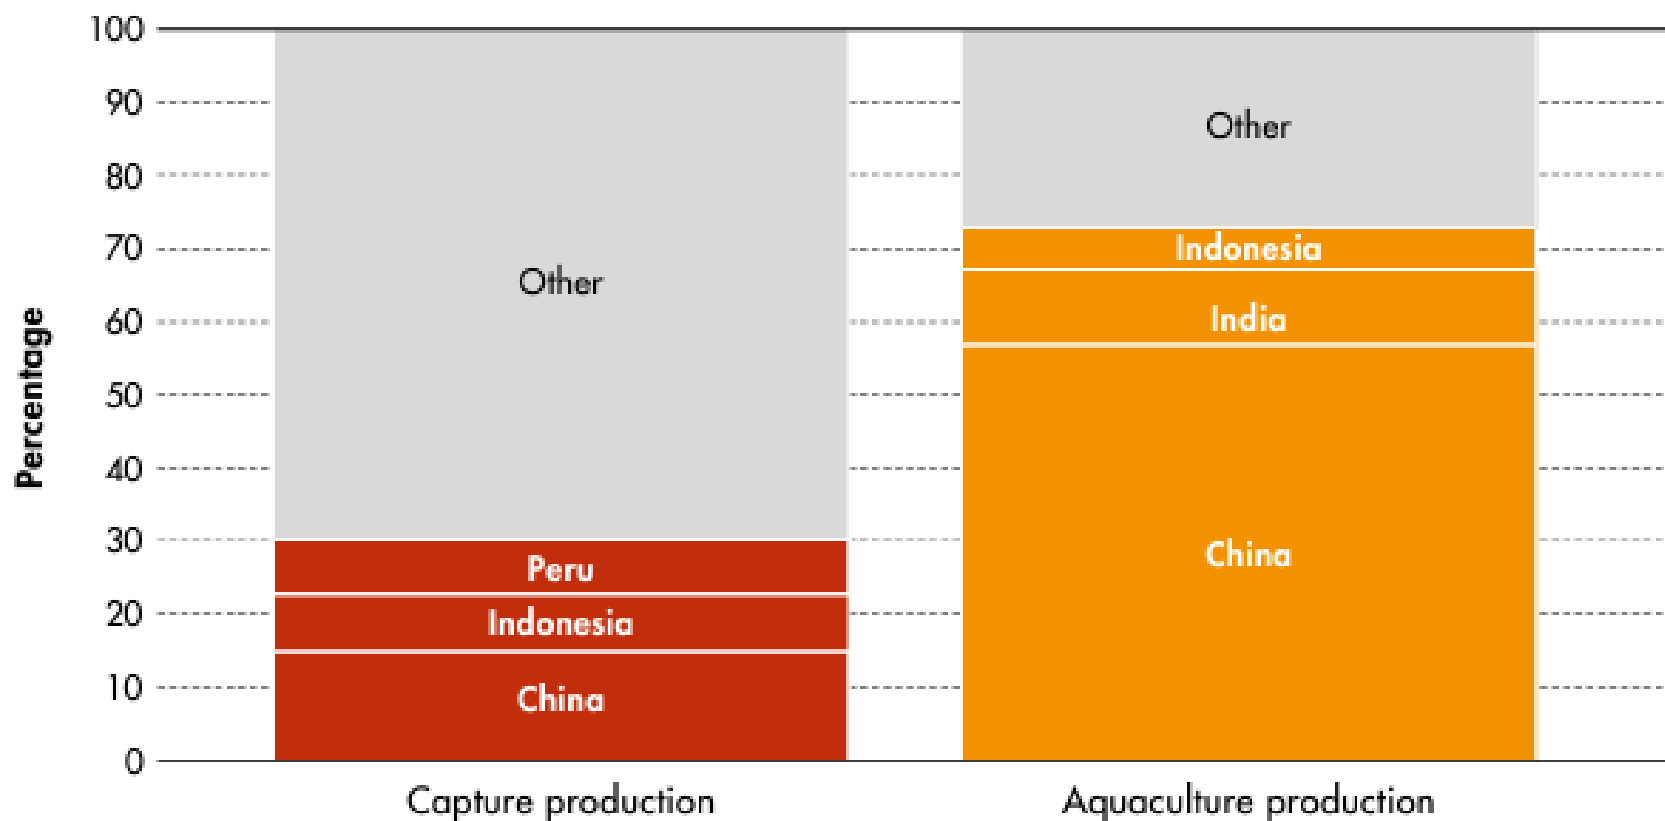 100
90
80
70
60
50
40
30
20
10
0
Percentage
Other
Peru
Indonesia
China
Other
Indonesia
India
China
Capture production
Aquaculture production